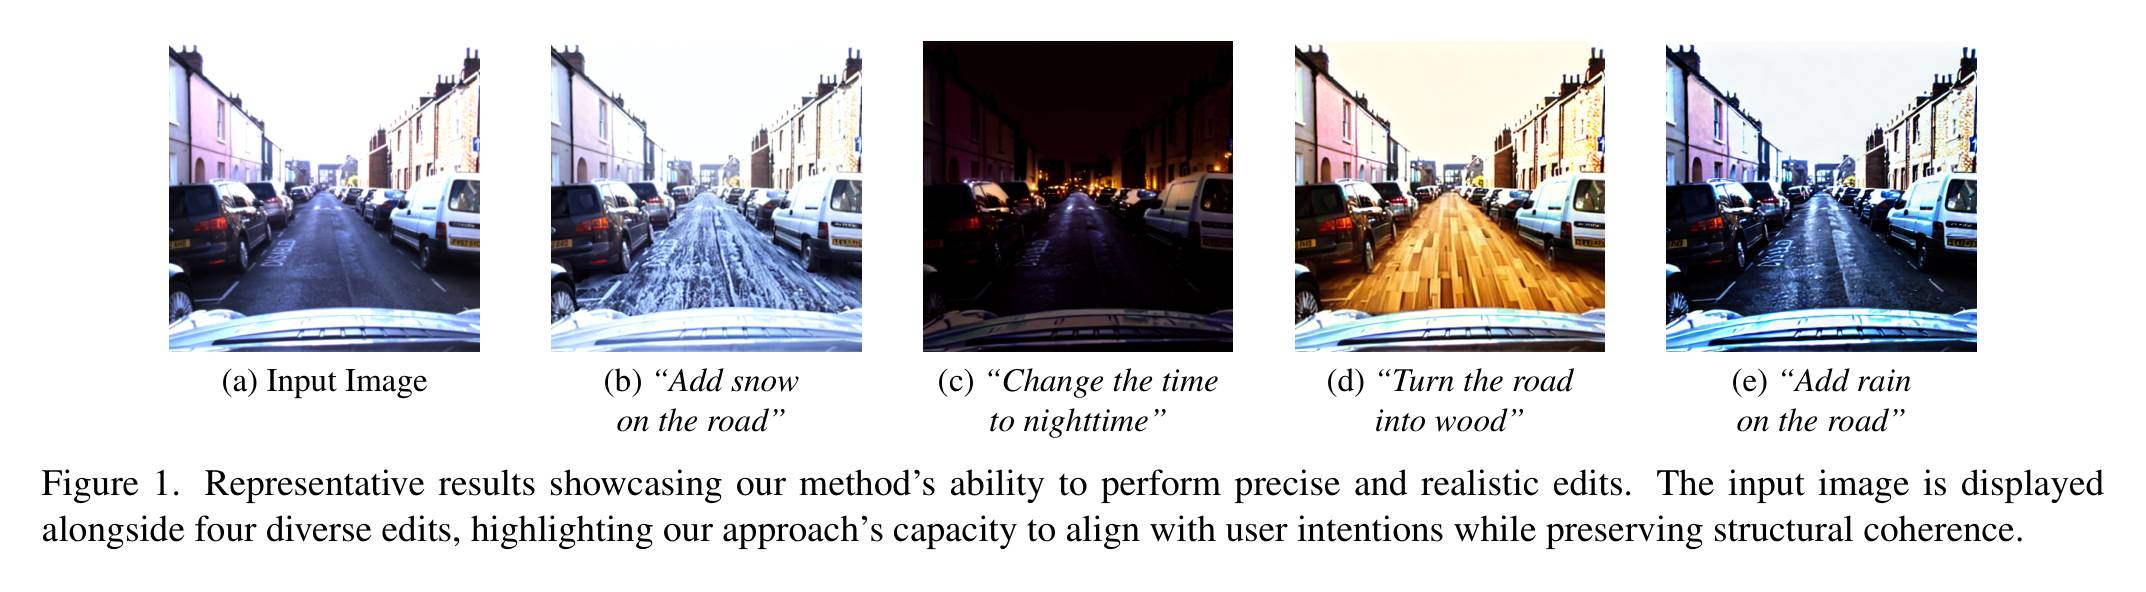 (a) Input Image
(b) “Add snow
on the road”
(c) “Change the time
to nighttime”
(d) “Turn the road
into wood”
(e) “Add rain
on the road”
Figure 1. Representative results showcasing our method’s ability to perform precise and realistic edits. The input image is displayed
alongside four diverse edits, highlighting our approach’s capacity to align with user intentions while preserving structural coherence.